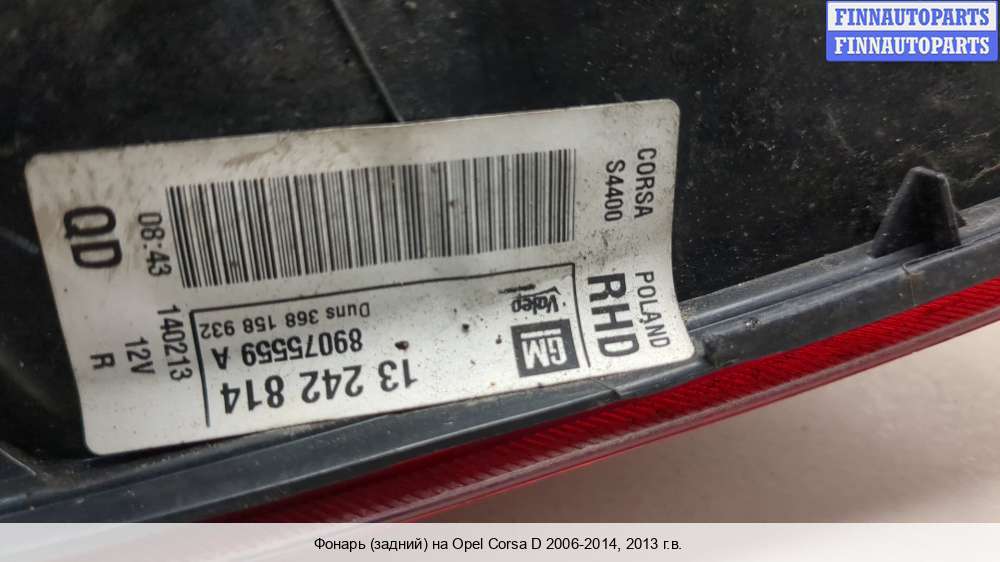 FINNAUTOPARTS
FINNAUTOPARTS
CORSA
S4400
POLAND
RHD
GM
Valeo
13 242 814
89075559 A
Duns 368 158 932
QD
08:43
140213
12V
R
Фонарь (задний) на Opel Corsa D 2006-2014, 2013 г.в.